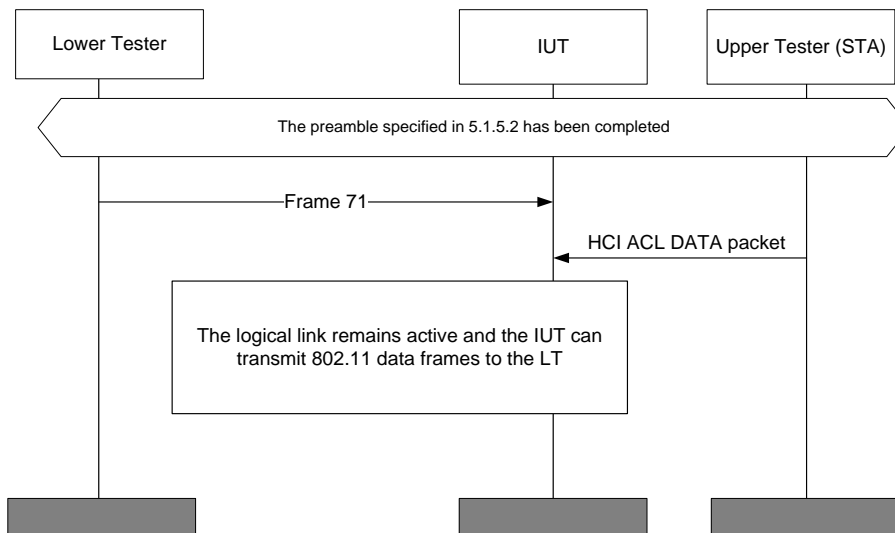 Lower Tester
IUT
Upper Tester (STA)
The preamble specified in 5.1.5.2 has been completed
Frame 71
HCI ACL DATA packet
The logical link remains active and the IUT can
transmit 802.11 data frames to the LT